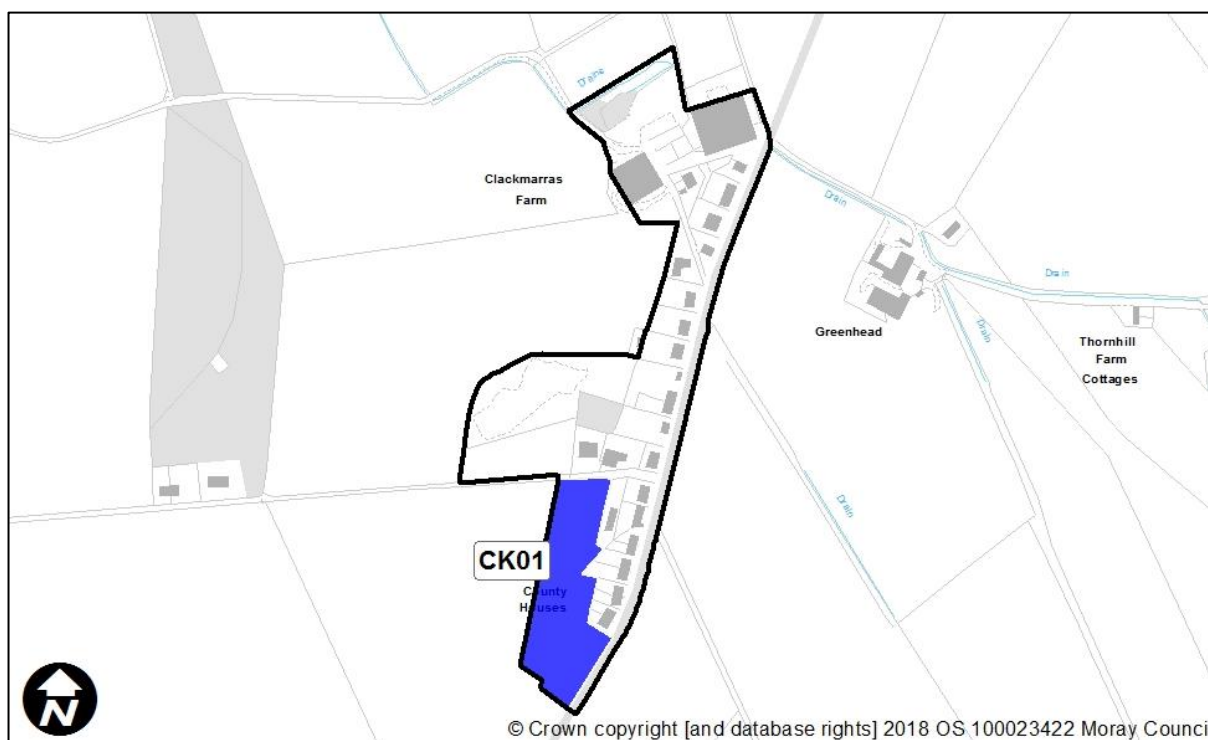 Drains
Clackmarras
Farm
Drain
Drain
Greenhead
Thornhill
Farm
Cottages
Drain
Drain
CK01
County
Houses
N
© Crown copyright [and database rights] 2018 OS 100023422 Moray Council